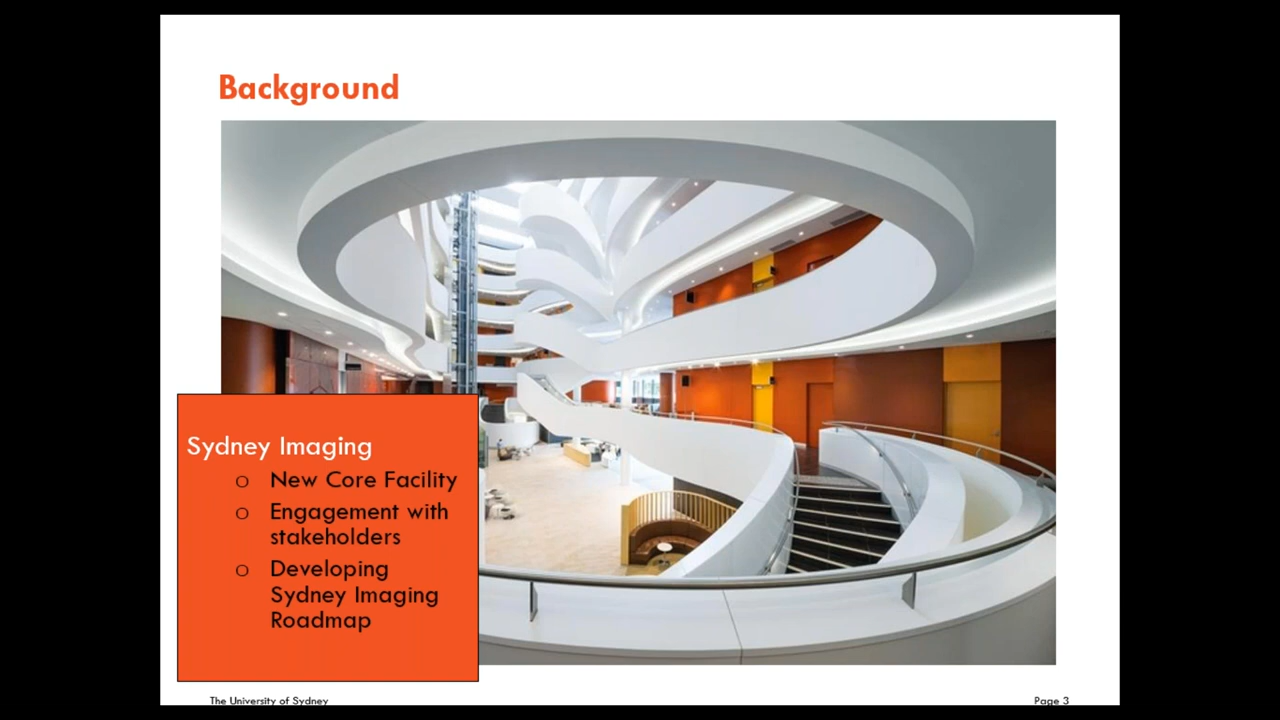 Background
Sydney Imaging
o New Core Facility
o Engagement with
stakeholders
o Developing
Sydney Imaging
Roadmap
The University of Sydney
Page 3